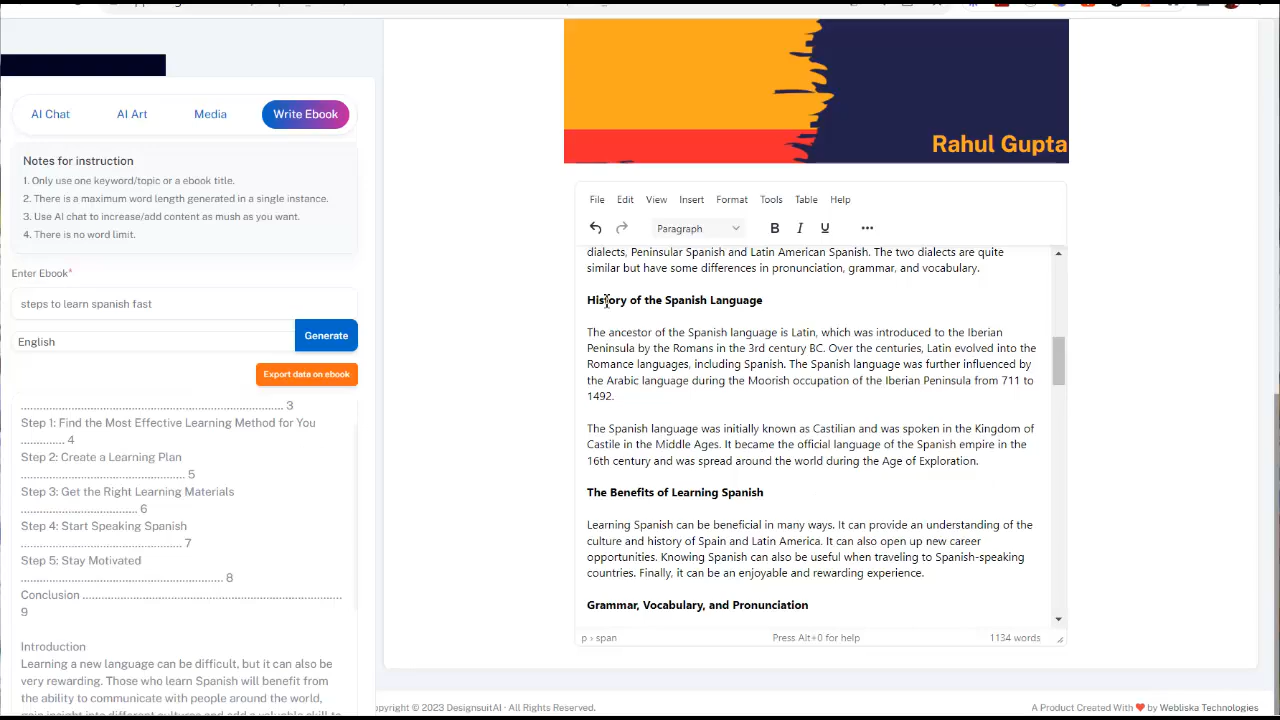 AI Chat
AI Art
Media
Write Ebook
Notes for instruction
1. Only use one keyword/topic or a ebook title.
2. There is a maximum word length generated in a single instance.
3. Use AI chat to increase/add content as mush as you want.
4. There is no word limit.
Enter Ebook*
steps to learn spanish fast
English
Generate
Export data on ebook
................................................................... 3
Step 1: Find the Most Effective Learning Method for You
............. 4
Step 2: Create a Learning Plan
........................................... 5
Step 3: Get the Right Learning Materials
.............................. 6
Step 4: Start Speaking Spanish
......................................... 7
Step 5: Stay Motivated
.................................................... 8
Conclusion ...................................................................
9
Introduction
Learning a new language can be difficult, but it can also be
very rewarding. Those who learn Spanish will benefit from
the ability to communicate with people around the world,
gain insight into different cultures and add a valuable skill to
Rahul Gupta
File Edit View Insert Format Tools Table Help
Paragraph B I U ...
dialects, Peninsular Spanish and Latin American Spanish. The two dialects are quite
similar but have some differences in pronunciation, grammar, and vocabulary.
History of the Spanish Language
The ancestor of the Spanish language is Latin, which was introduced to the Iberian
Peninsula by the Romans in the 3rd century BC. Over the centuries, Latin evolved into the
Romance languages, including Spanish. The Spanish language was further influenced by
the Arabic language during the Moorish occupation of the Iberian Peninsula from 711 to
1492.
The Spanish language was initially known as Castilian and was spoken in the Kingdom of
Castile in the Middle Ages. It became the official language of the Spanish empire in the
16th century and was spread around the world during the Age of Exploration.
The Benefits of Learning Spanish
Learning Spanish can be beneficial in many ways. It can provide an understanding of the
culture and history of Spain and Latin America. It can also open up new career
opportunities. Knowing Spanish can also be useful when traveling to Spanish-speaking
countries. Finally, it can be an enjoyable and rewarding experience.
Grammar, Vocabulary, and Pronunciation
p › span
Press Alt+0 for help
1134 words
opyright © 2023 DesignsuitAI · All Rights Reserved.
A Product Created With ❤ by Webliska Technologies